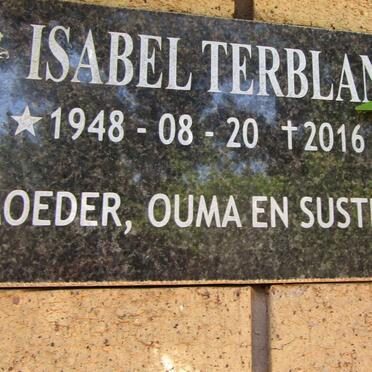 ISABEL TERBLAN
★ 1948 - 08 - 20 † 2016
OEDER, OUMA EN SUST